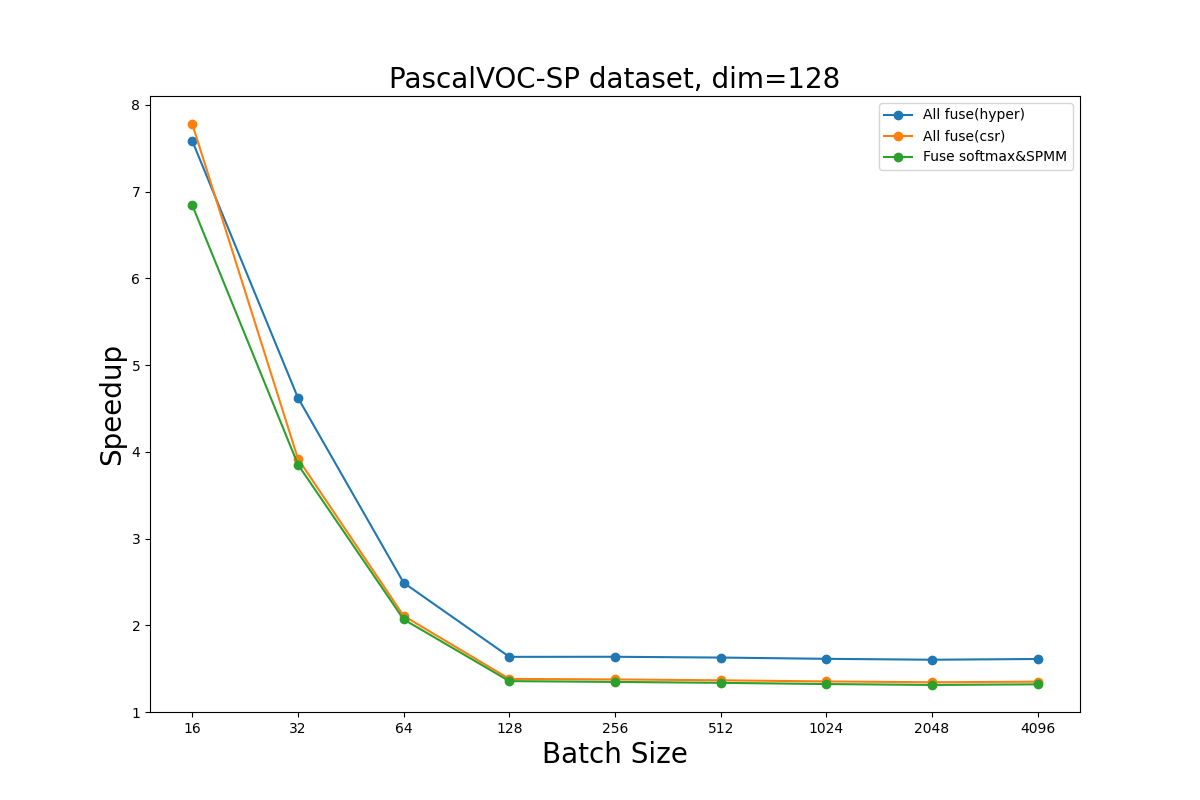 PascalVOC-SP dataset, dim=128
All fuse(hyper)
All fuse(csr)
Fuse softmax&SPMM
Speedup
8
7
6
5
4
3
2
1
16 32 64 128 256 512 1024 2048 4096
Batch Size